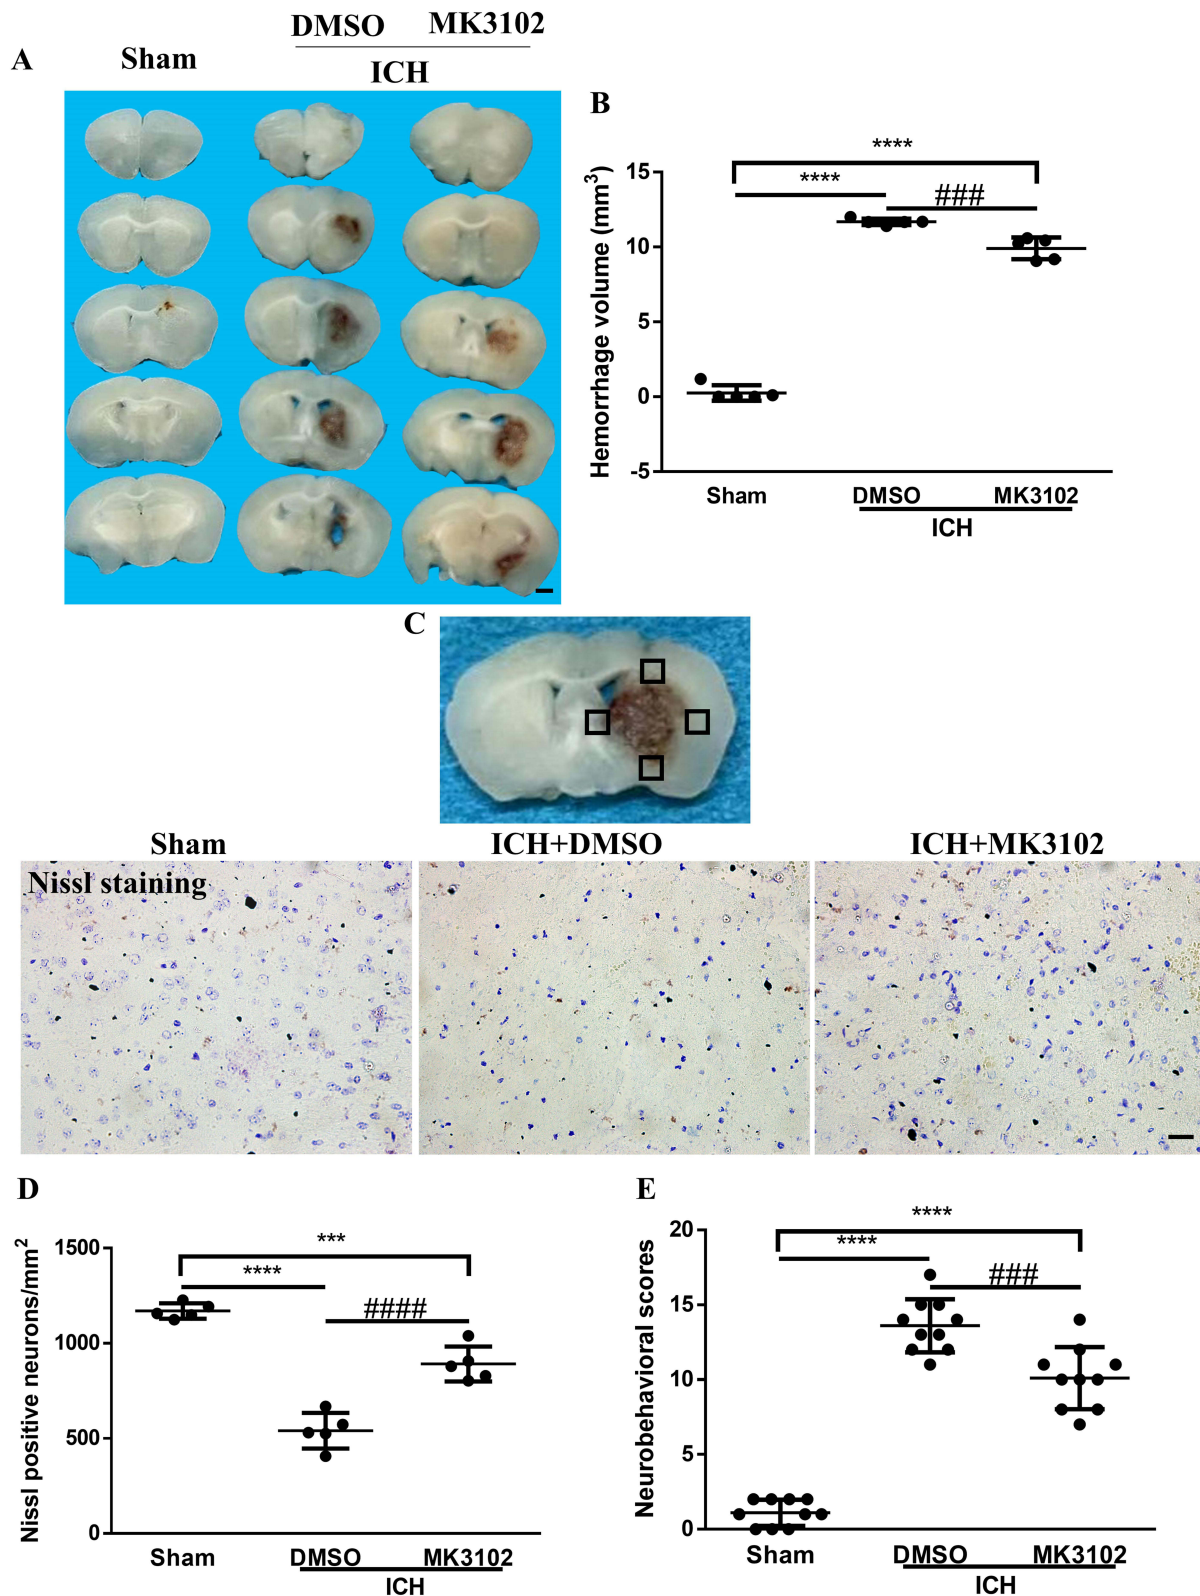 A
Sham
DMSO MK3102
ICH
B
Hemorrhage volume (mm3)
15
10
5
0
-5
****
****
###
Sham DMSO MK3102
ICH
C
Sham ICH+DMSO ICH+MK3102
Nissl staining
D
Nissl positive neurons/mm2
1500
1000
500
0
***
****
####
Sham DMSO MK3102
ICH
E
Neurobehavioral scores
20
15
10
5
0
****
****
###
Sham DMSO MK3102
ICH